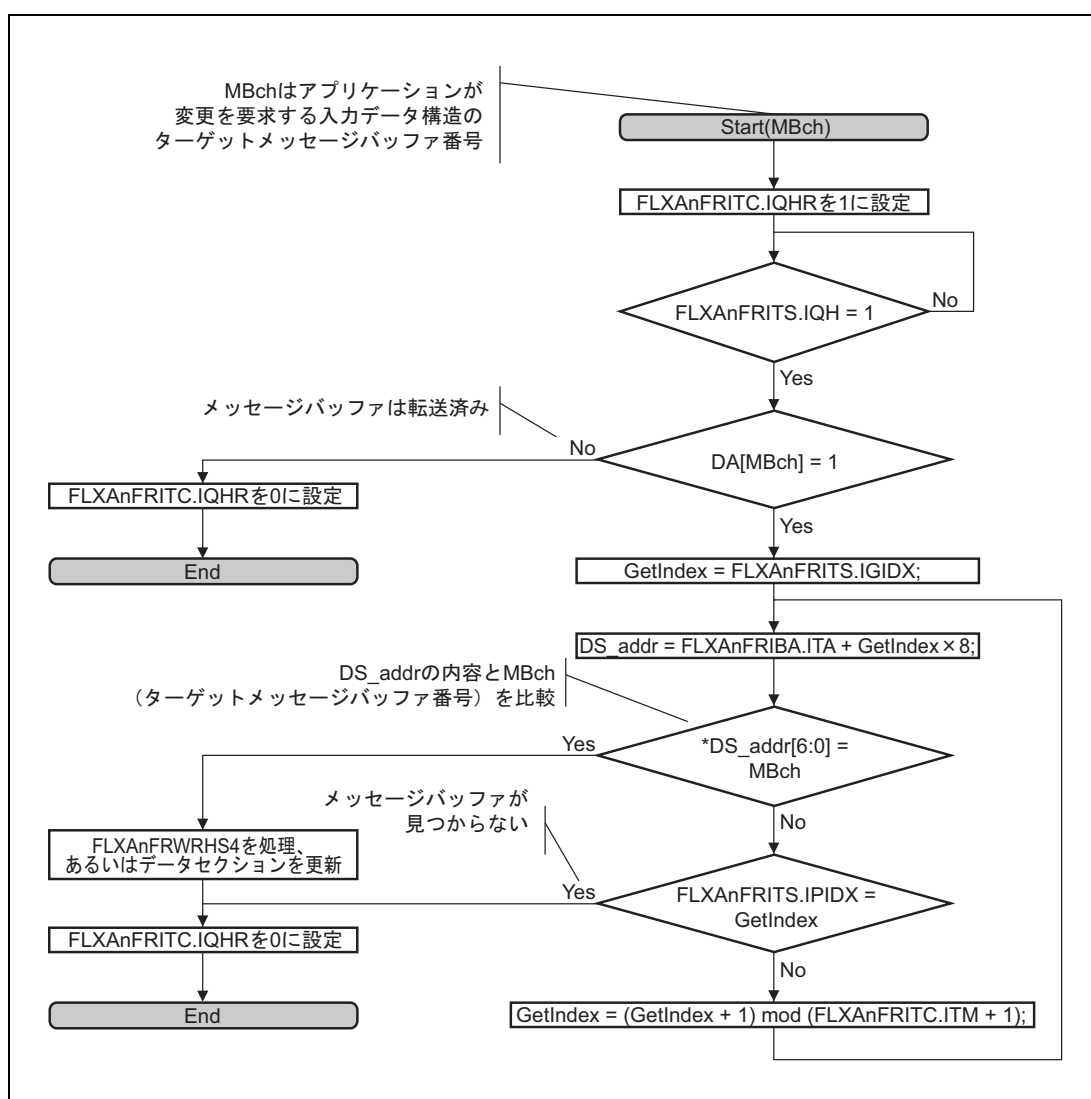 MBchはアプリケーションが
変更を要求する入力データ構造の
ターゲットメッセージバッファ番号
Start(MBch)
FLXAnFRITC.IQHRを1に設定
FLXAnFRITS.IQH = 1
No
Yes
メッセージバッファは転送済み
No
DA[MBch] = 1
FLXAnFRITC.IQHRを0に設定
Yes
End
GetIndex = FLXAnFRITS.IGIDX;
DS_addr = FLXAnFRIBA.ITA + GetIndex×8;
DS_addrの内容とMBch
（ターゲットメッセージバッファ番号）を比較
Yes
*DS_addr[6:0] =
MBch
メッセージバッファが
見つからない
No
FLXAnFRWRHS4を処理、
あるいはデータセクションを更新
Yes
FLXAnFRITS.IPIDX =
GetIndex
FLXAnFRITC.IQHRを0に設定
No
End
GetIndex = (GetIndex + 1) mod (FLXAnFRITC.ITM + 1);